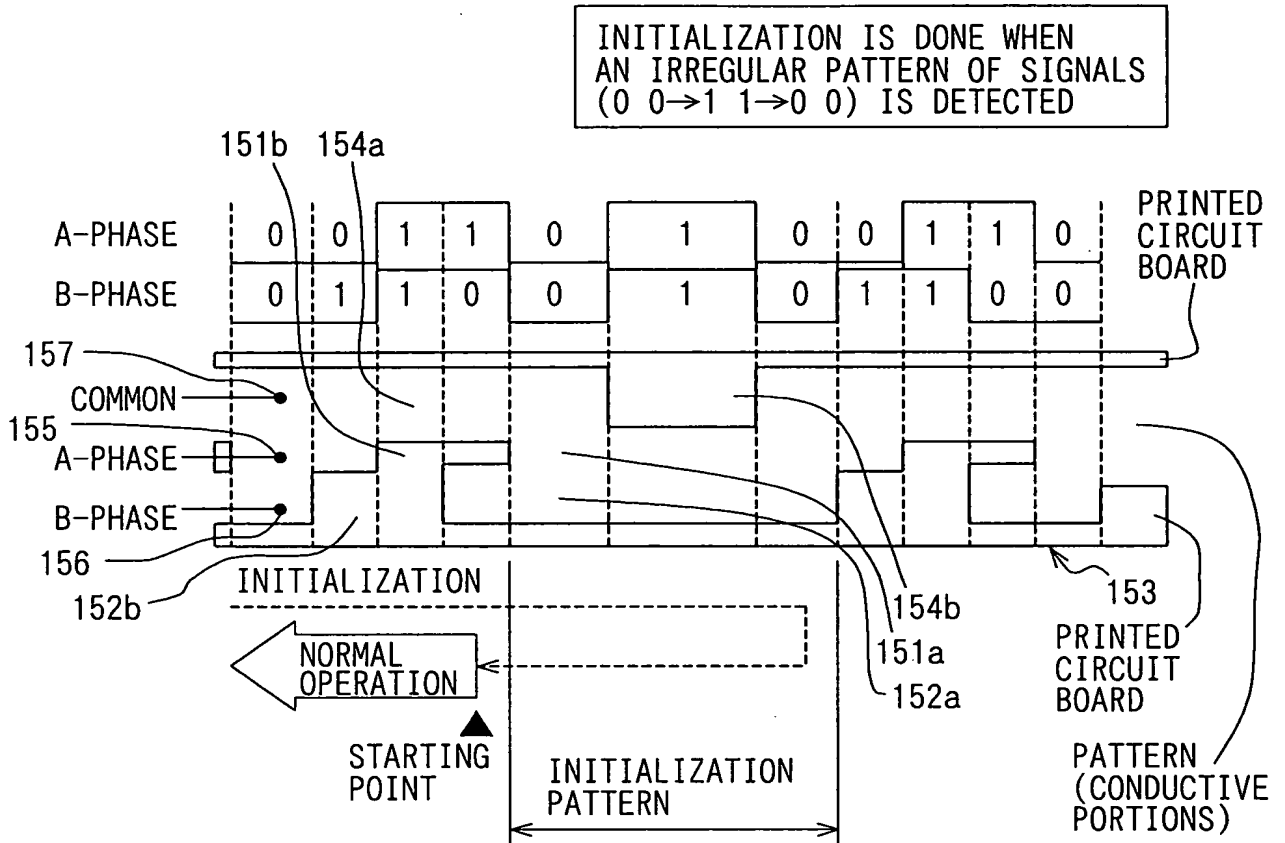 INITIALIZATION IS DONE WHEN
AN IRREGULAR PATTERN OF SIGNALS
(0 0→1 1→0 0) IS DETECTED
151b 154a
A-PHASE 0 0 1 1 0 1 0 0 1 1 0
B-PHASE 0 1 1 0 0 1 0 1 1 0 0
PRINTED
CIRCUIT
BOARD
157
COMMON
155
A-PHASE
B-PHASE
156
152b
INITIALIZATION
NORMAL
OPERATION
STARTING
POINT
INITIALIZATION
PATTERN
154b
151a
152a
153
PRINTED
CIRCUIT
BOARD
PATTERN
(CONDUCTIVE
PORTIONS)